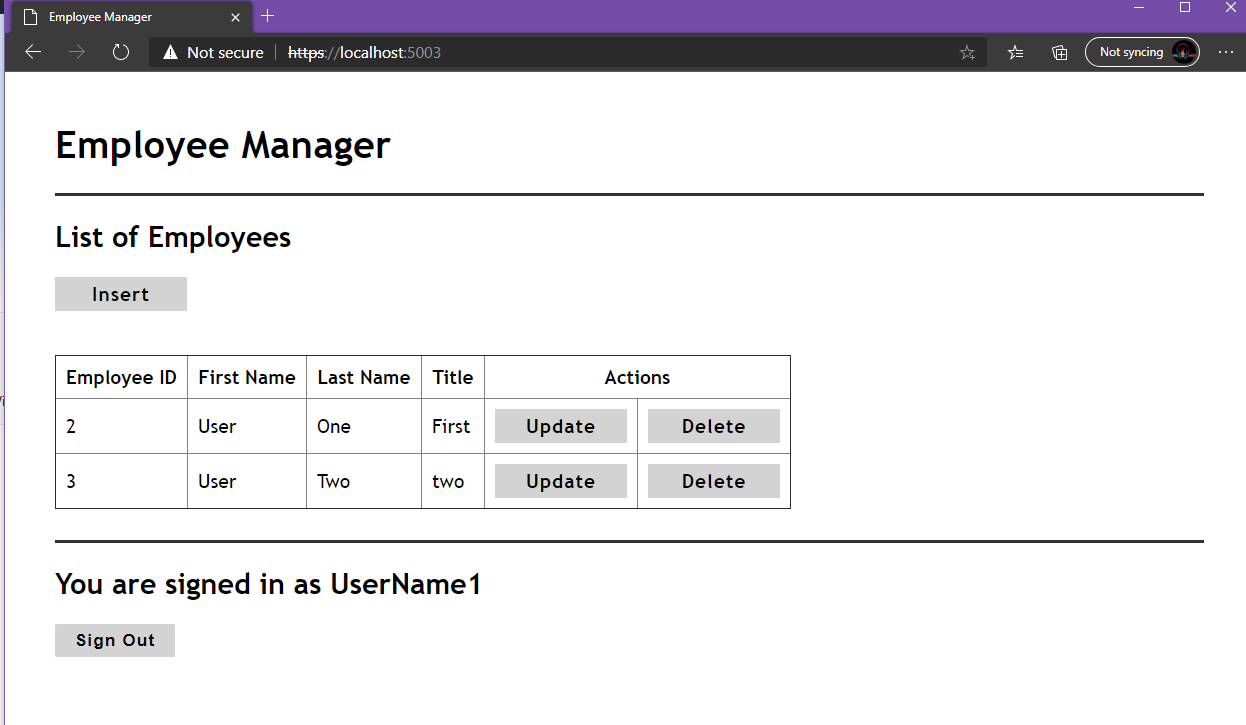 Employee Manager
Not secure https://localhost:5003 Not syncing
Employee Manager
List of Employees
Insert
Employee ID First Name Last Name Title Actions
2 User One First Update Delete
3 User Two two Update Delete
You are signed in as UserName1
Sign Out